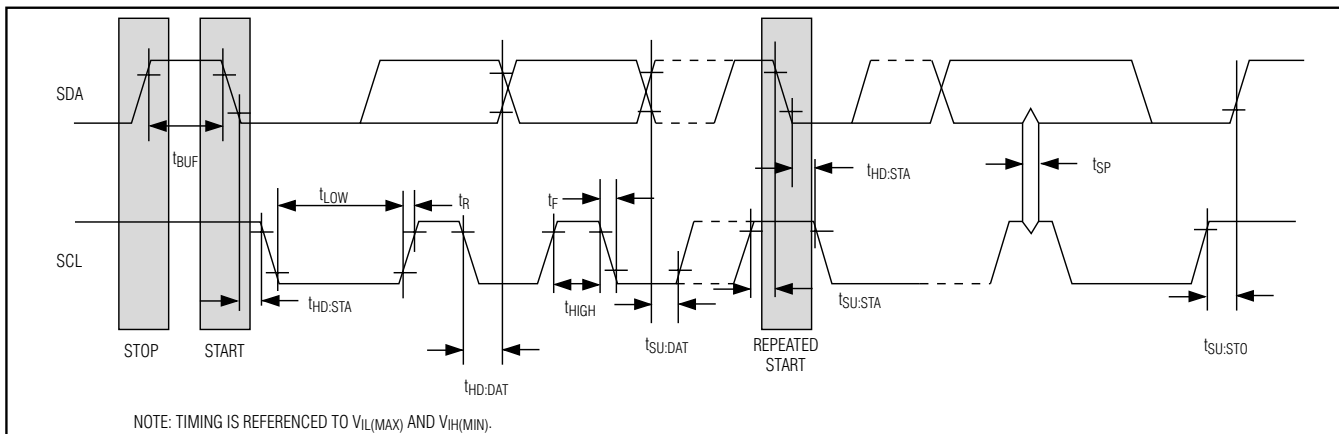 SDA
tBUF
tLOW
tR
tF
tHD:STA
tSP
SCL
tHD:STA
tHIGH
tSU:STA
STOP
START
tSU:DAT
REPEATED
START
tSU:STO
tHD:DAT
NOTE: TIMING IS REFERENCED TO VIL(MAX) AND VIH(MIN).